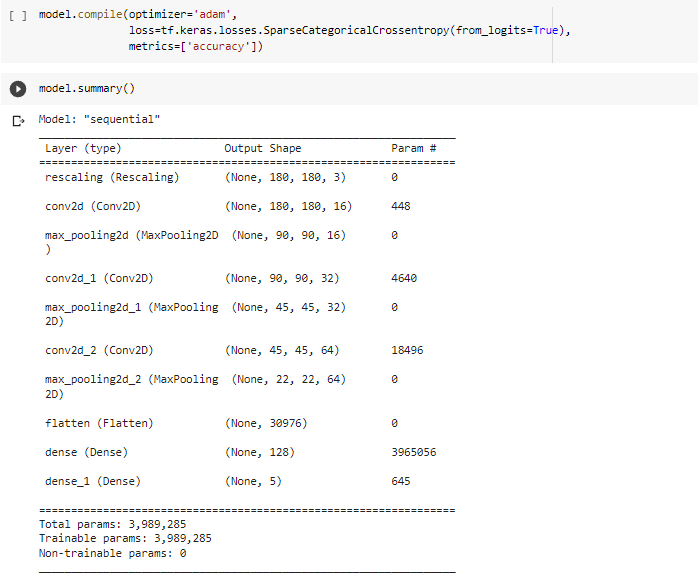 [ ] model.compile(optimizer='adam',
loss=tf.keras.losses.SparseCategoricalCrossentropy(from_logits=True),
metrics=['accuracy'])
model.summary()
Model: "sequential"
Layer (type) Output Shape Param #
=================================================================
rescaling (Rescaling) (None, 180, 180, 3) 0
conv2d (Conv2D) (None, 180, 180, 16) 448
max_pooling2d (MaxPooling2D (None, 90, 90, 16) 0
)
conv2d_1 (Conv2D) (None, 90, 90, 32) 4640
max_pooling2d_1 (MaxPooling (None, 45, 45, 32) 0
2D)
conv2d_2 (Conv2D) (None, 45, 45, 64) 18496
max_pooling2d_2 (MaxPooling (None, 22, 22, 64) 0
2D)
flatten (Flatten) (None, 30976) 0
dense (Dense) (None, 128) 3965056
dense_1 (Dense) (None, 5) 645
=================================================================
Total params: 3,989,285
Trainable params: 3,989,285
Non-trainable params: 0